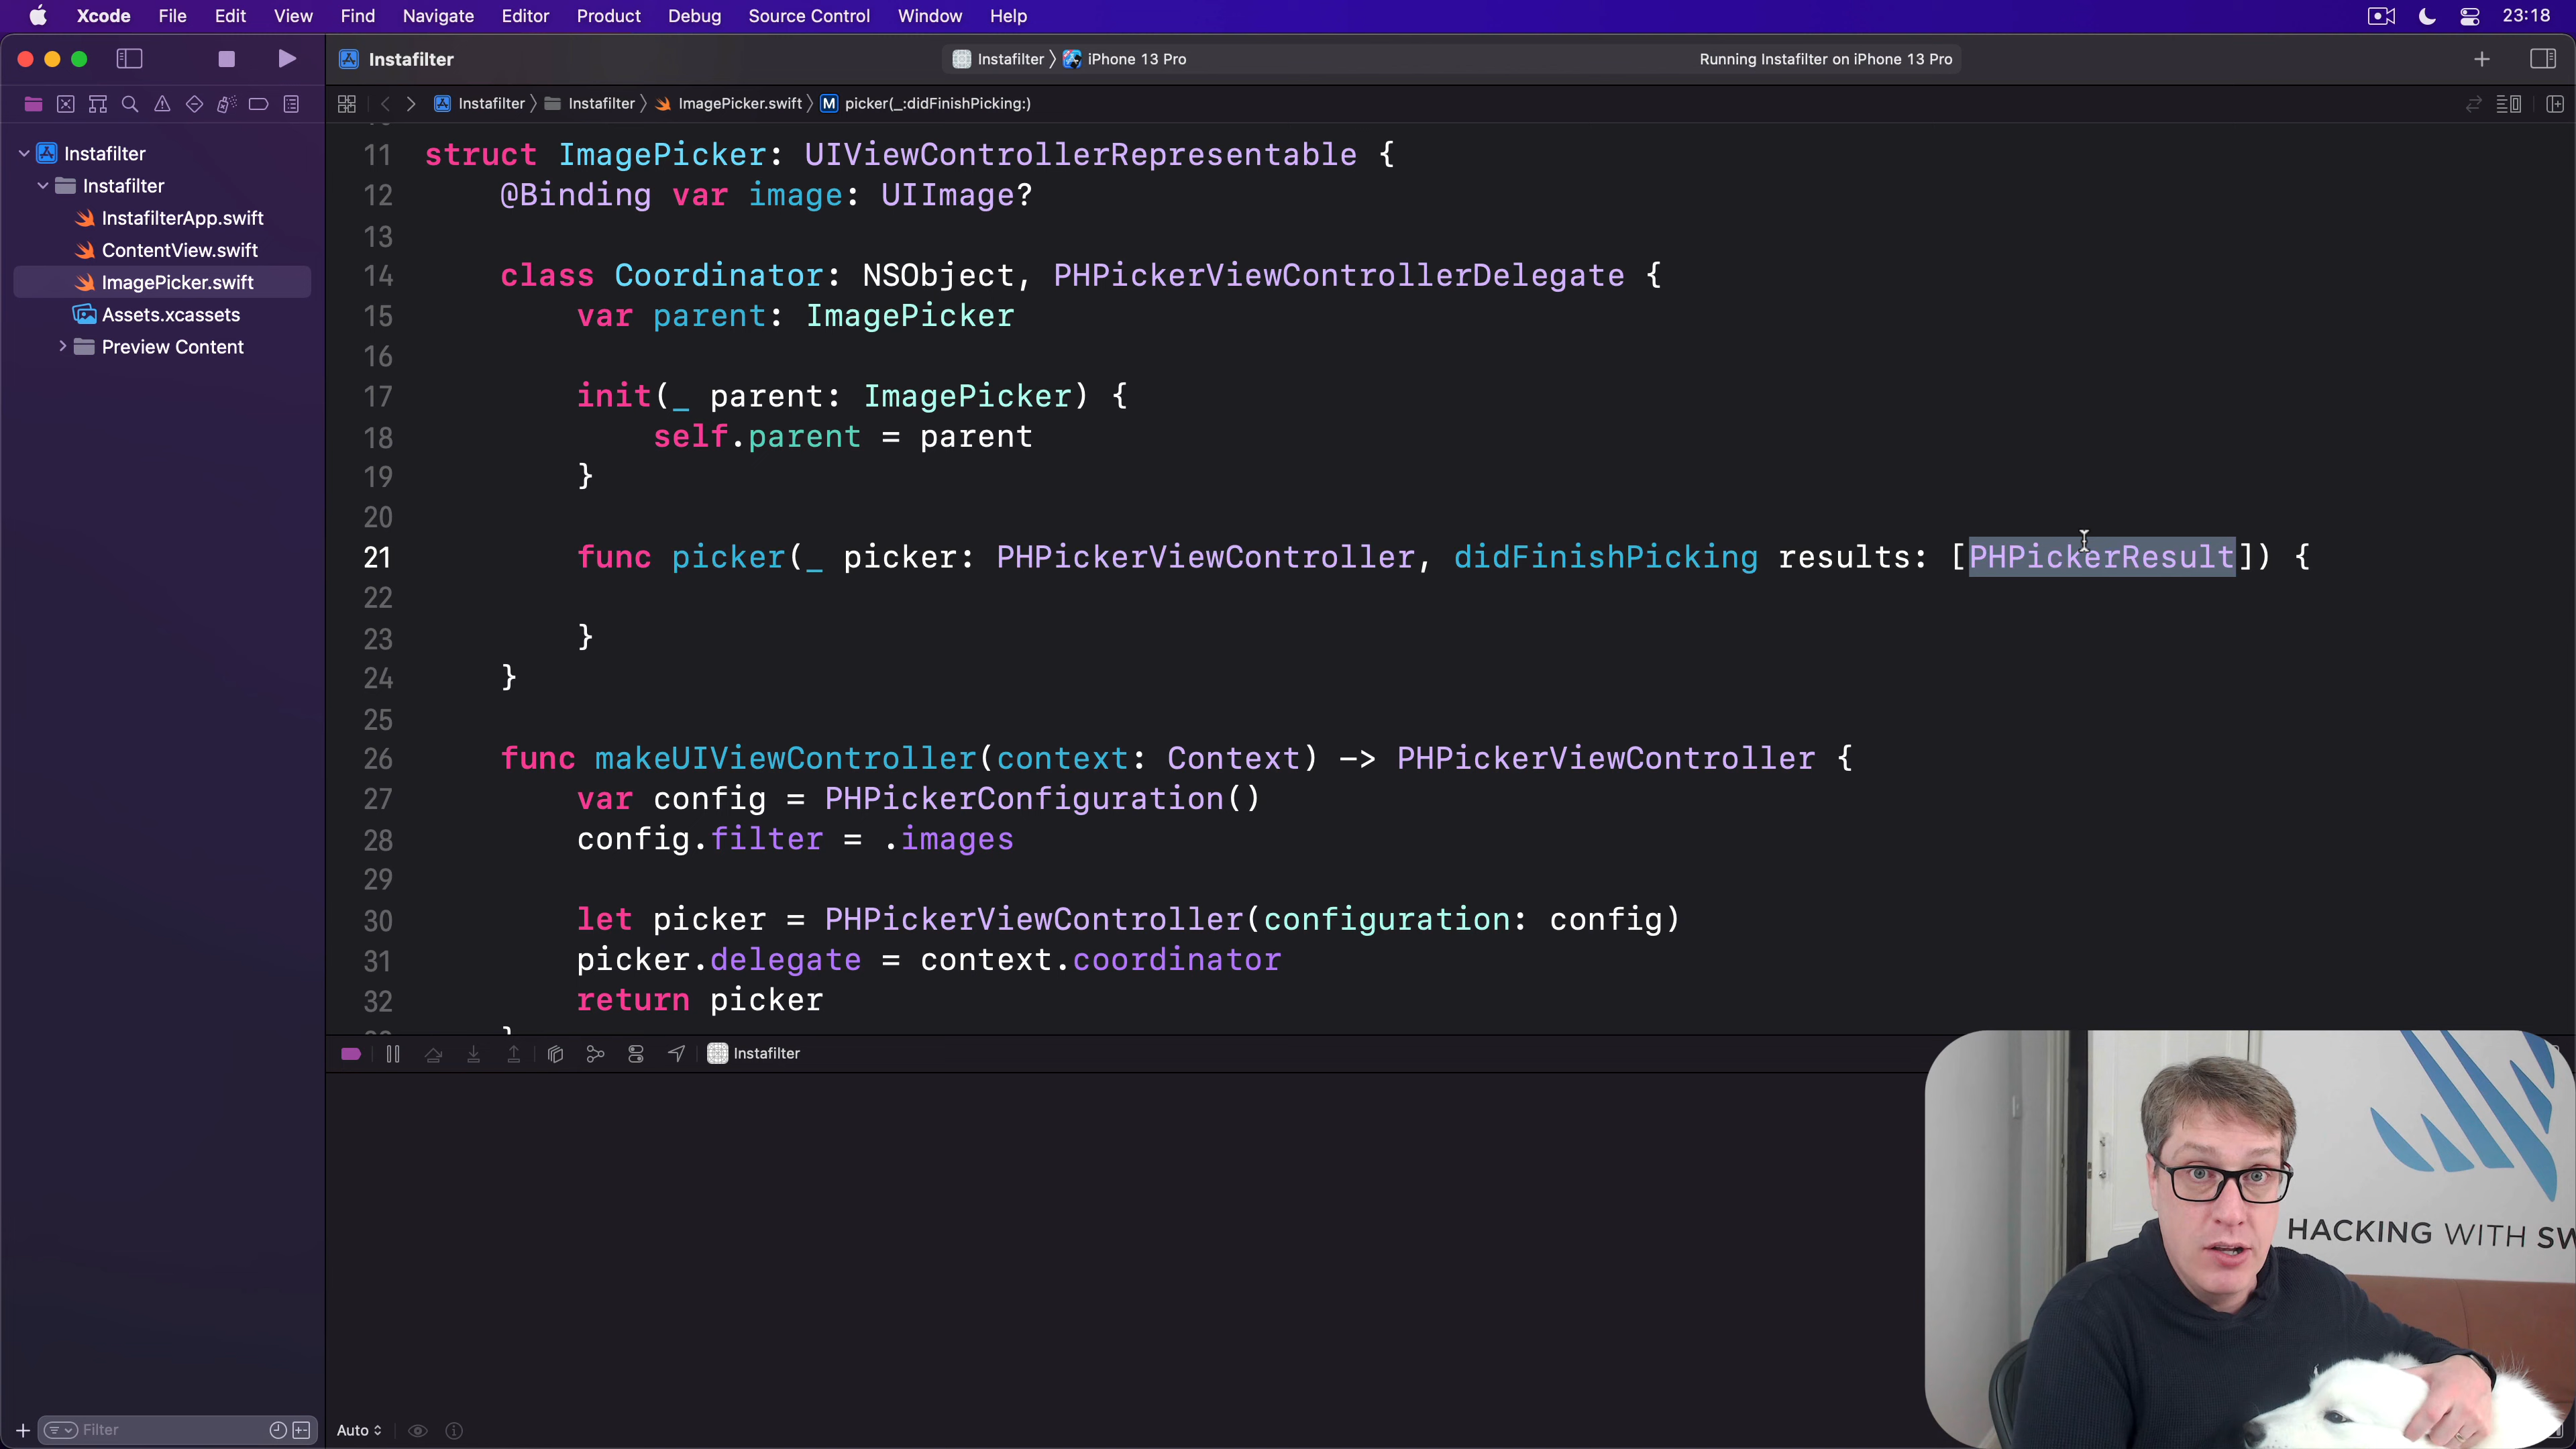 Xcode File Edit View Find Navigate Editor Product Debug Source Control Window Help 23:18
Instafilter Instafilter iPhone 13 Pro Running Instafilter on iPhone 13 Pro
Instafilter Instafilter ImagePicker.swift M picker(_:didFinishPicking:)
Instafilter
Instafilter
InstafilterApp.swift
ContentView.swift
ImagePicker.swift
Assets.xcassets
Preview Content
11 struct ImagePicker: UIViewControllerRepresentable {
12 @Binding var image: UIImage?
13
14 class Coordinator: NSObject, PHPickerViewControllerDelegate {
15 var parent: ImagePicker
16
17 init(_ parent: ImagePicker) {
18 self.parent = parent
19 }
20
21 func picker(_ picker: PHPickerViewController, didFinishPicking results: [PHPickerResult]) {
22
23 }
24 }
25
26 func makeUIViewController(context: Context) -> PHPickerViewController {
27 var config = PHPickerConfiguration()
28 config.filter = .images
29
30 let picker = PHPickerViewController(configuration: config)
31 picker.delegate = context.coordinator
32 return picker
Instafilter
HACKING WITH SW
Filter
Auto